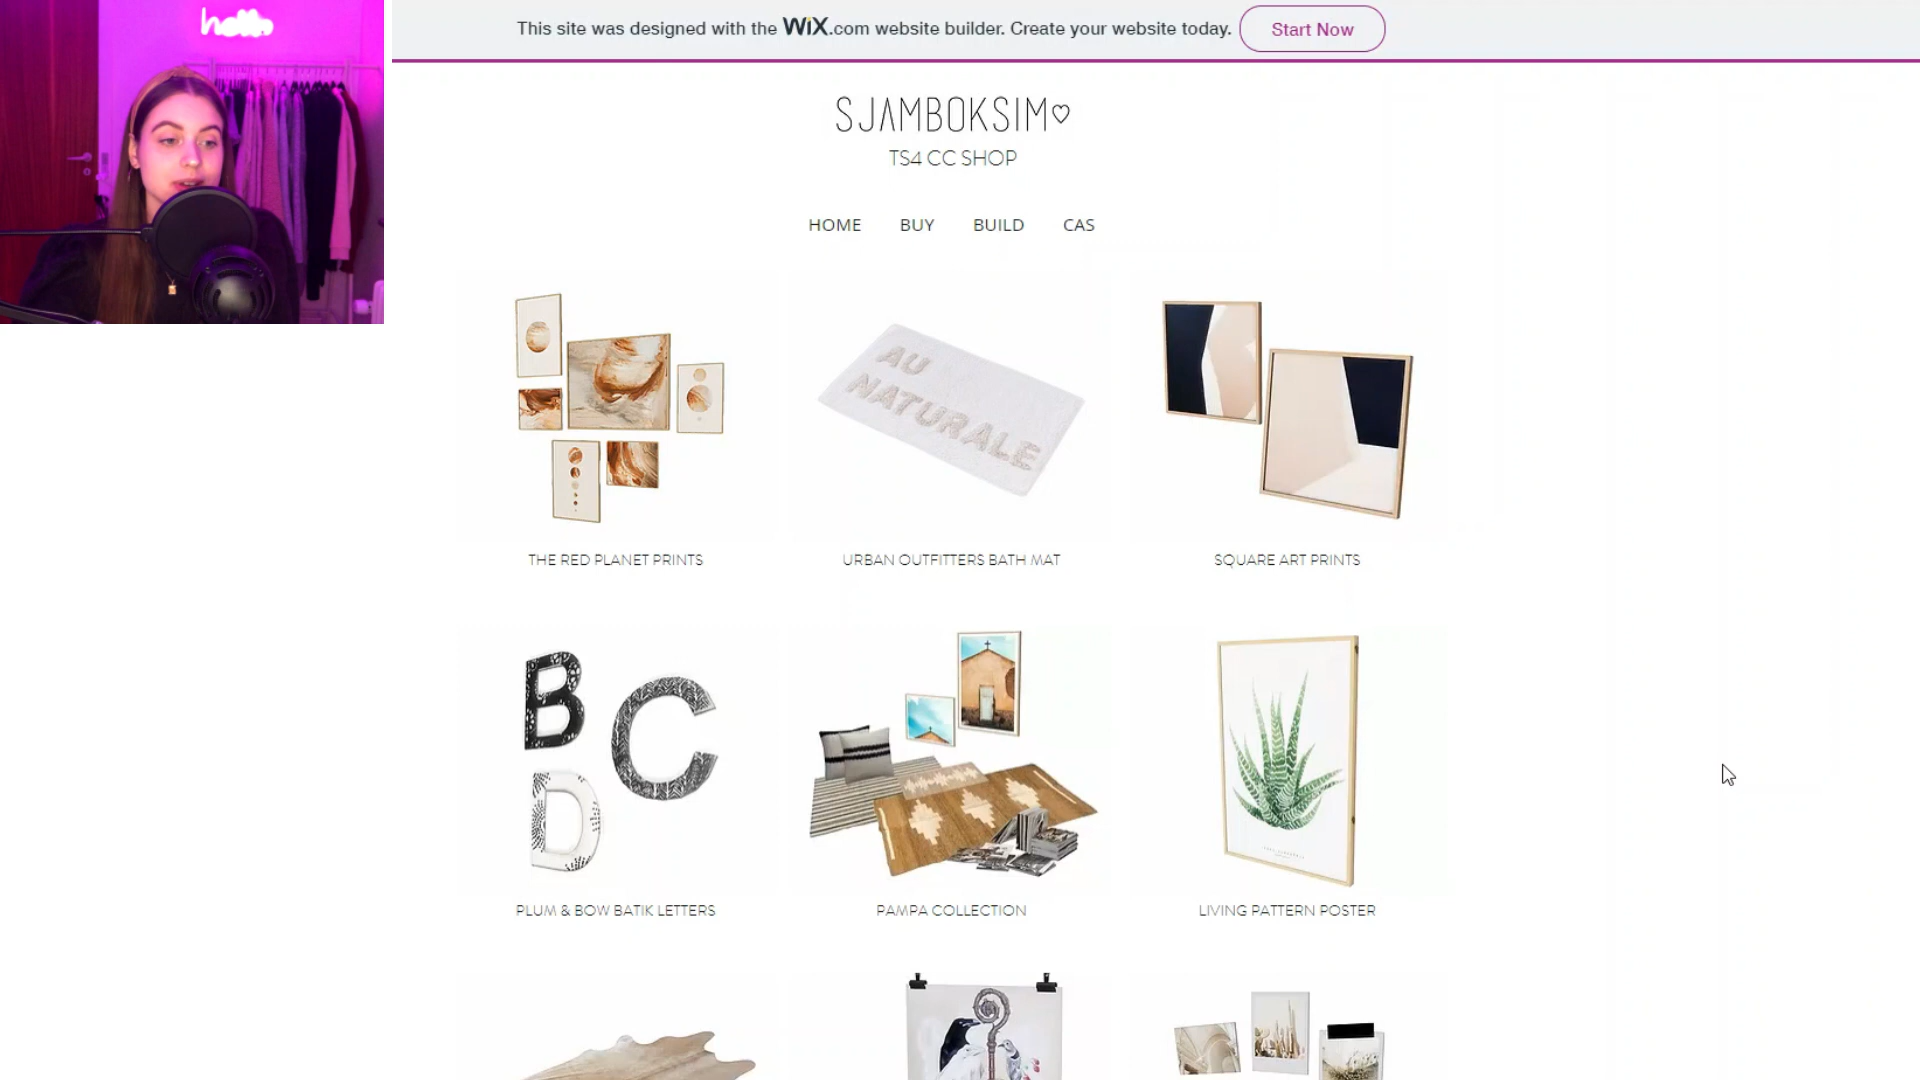 hello
This site was designed with the WiX.com website builder. Create your website today.
Start Now
SJAMBOKSIM♡
TS4 CC SHOP
HOME
BUY
BUILD
CAS
AU
NATURALE
THE RED PLANET PRINTS
URBAN OUTFITTERS BATH MAT
SQUARE ART PRINTS
B
C
D
PLUM & BOW BATIK LETTERS
PAMPA COLLECTION
LIVING PATTERN POSTER